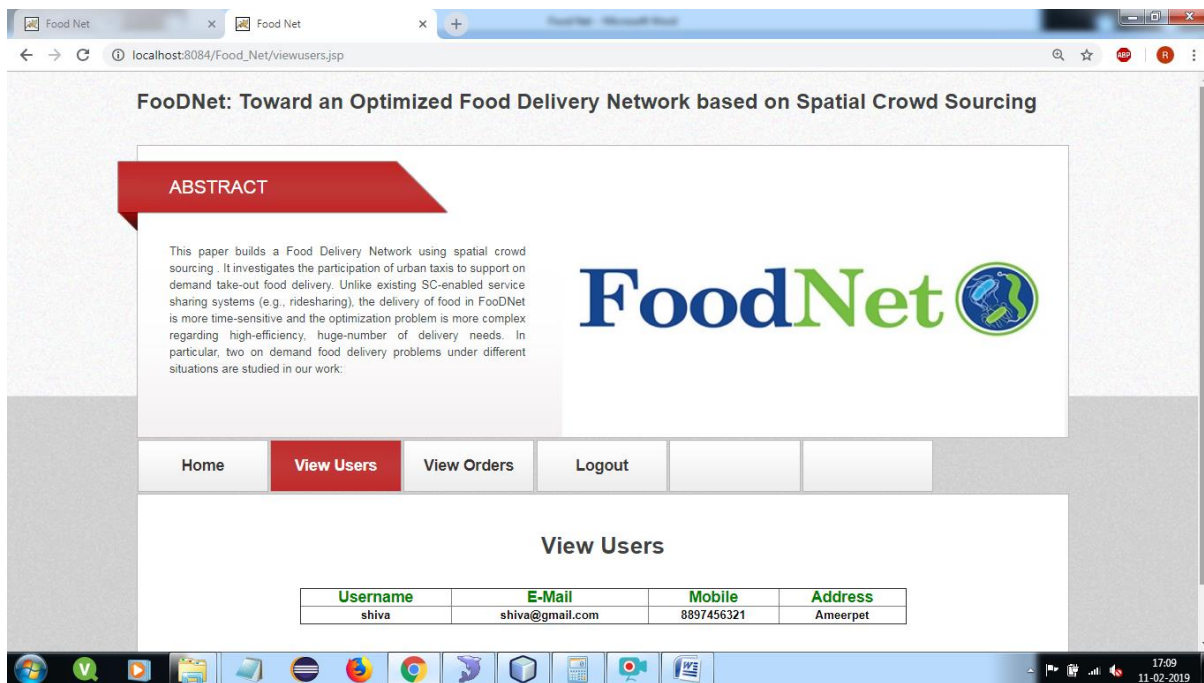 Food Net
Food Net
Food Net - Microsoft Word
localhost:8084/Food_Net/viewusers.jsp
ABP
R
FooDNet: Toward an Optimized Food Delivery Network based on Spatial Crowd Sourcing
ABSTRACT
This paper builds a Food Delivery Network using spatial crowd
sourcing . It investigates the participation of urban taxis to support on
demand take-out food delivery. Unlike existing SC-enabled service
sharing systems (e.g., ridesharing), the delivery of food in FooDNet
is more time-sensitive and the optimization problem is more complex
regarding high-efficiency, huge-number of delivery needs. In
particular, two on demand food delivery problems under different
situations are studied in our work:
FoodNet
Home View Users View Orders Logout
View Users
Username E-Mail Mobile Address
shiva shiva@gmail.com 8897456321 Ameerpet
17:09
11-02-2019